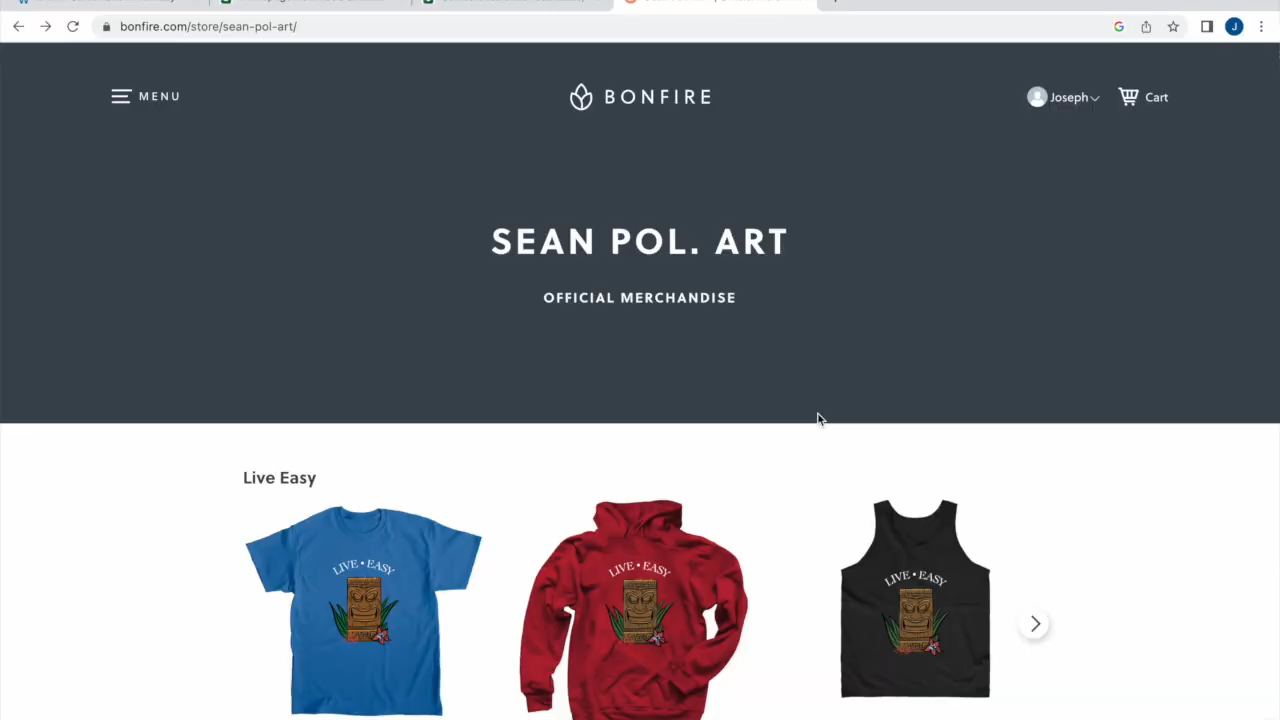 bonfire.com/store/sean-pol-art/
J
MENU
BONFIRE
Joseph
Cart
SEAN POL. ART
OFFICIAL MERCHANDISE
Live Easy
LIVE • EASY
LIVE • EASY
LIVE • EASY